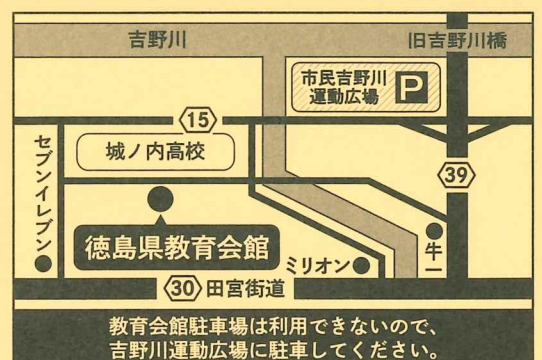 吉野川
旧吉野川橋
市民吉野川
運動広場
P
15
城ノ内高校
セブンイレブン
39
徳島県教育会館
ミリオン
牛一
30 田宮街道
教育会館駐車場は利用できないので、
吉野川運動広場に駐車してください。